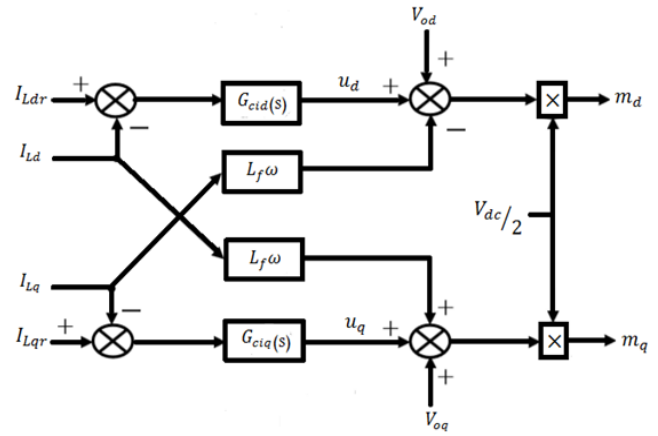 V_od
I_Ldr + G_cid(s) u_d + + × m_d
− −
I_Ld L_fω
V_dc/2
L_fω
I_Lq − +
I_Lqr + G_ciq(s) u_q + × m_q
+
V_oq